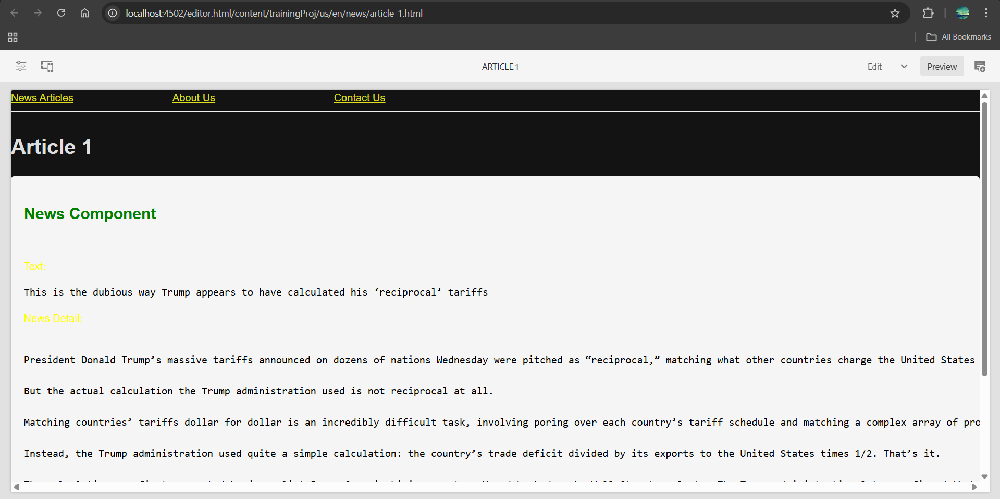 localhost:4502/editor.html/content/trainingProj/us/en/news/article-1.html
All Bookmarks
ARTICLE 1
Edit
Preview
News Articles
About Us
Contact Us
Article 1
News Component
Text:
This is the dubious way Trump appears to have calculated his ‘reciprocal’ tariffs
News Detail:
President Donald Trump’s massive tariffs announced on dozens of nations Wednesday were pitched as “reciprocal,” matching what other countries charge the United States
But the actual calculation the Trump administration used is not reciprocal at all.
Matching countries’ tariffs dollar for dollar is an incredibly difficult task, involving poring over each country’s tariff schedule and matching a complex array of pro
Instead, the Trump administration used quite a simple calculation: the country’s trade deficit divided by its exports to the United States times 1/2. That’s it.